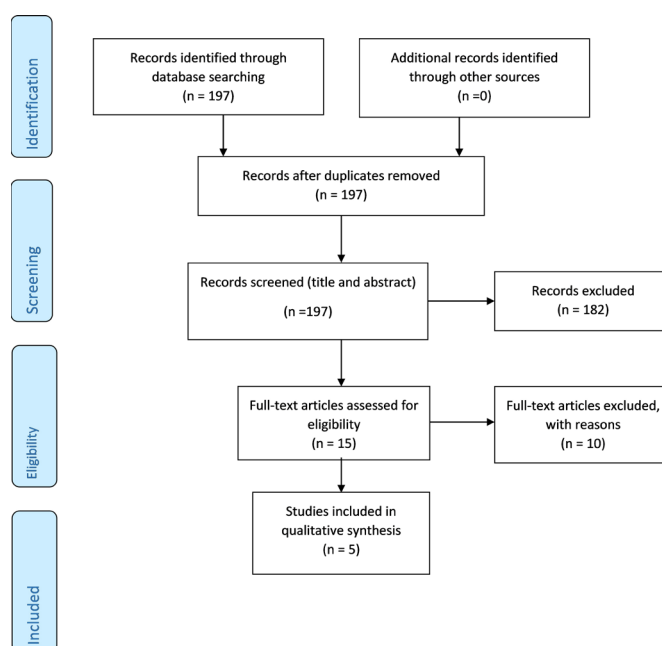 Identification
Records identified through
database searching
(n = 197)
Additional records identified
through other sources
(n =0)
Records after duplicates removed
(n = 197)
Screening
Records screened (title and abstract)
(n =197)
Records excluded
(n = 182)
Eligibility
Full-text articles assessed for
eligibility
(n = 15)
Full-text articles excluded,
with reasons
(n = 10)
Studies included in
qualitative synthesis
(n = 5)
Included